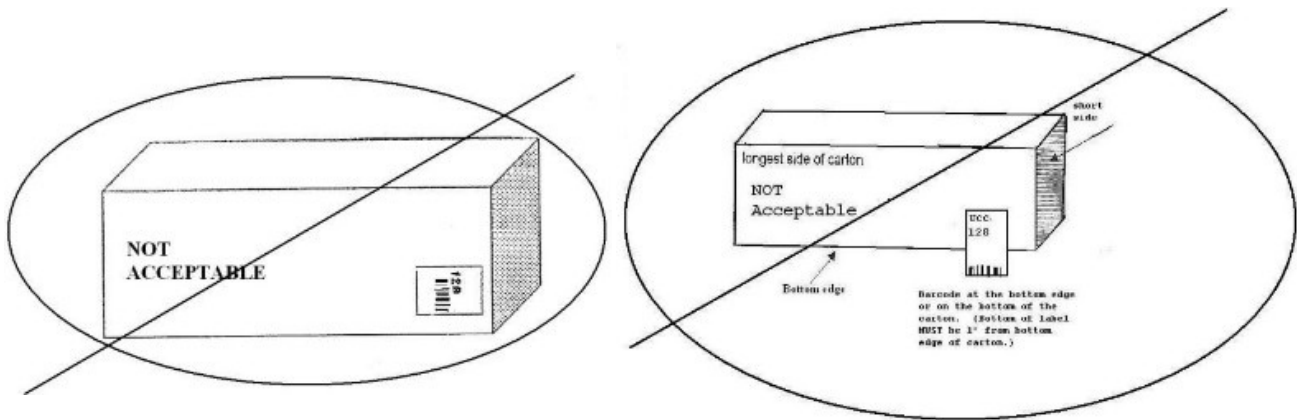 NOT
ACCEPTABLE
128
short
side
longest side of carton
NOT
Acceptable
UCC
128
Bottom edge
Barcode at the bottom edge
or on the bottom of the
carton. (Bottom of label
MUST be 1" from bottom
edge of carton.)